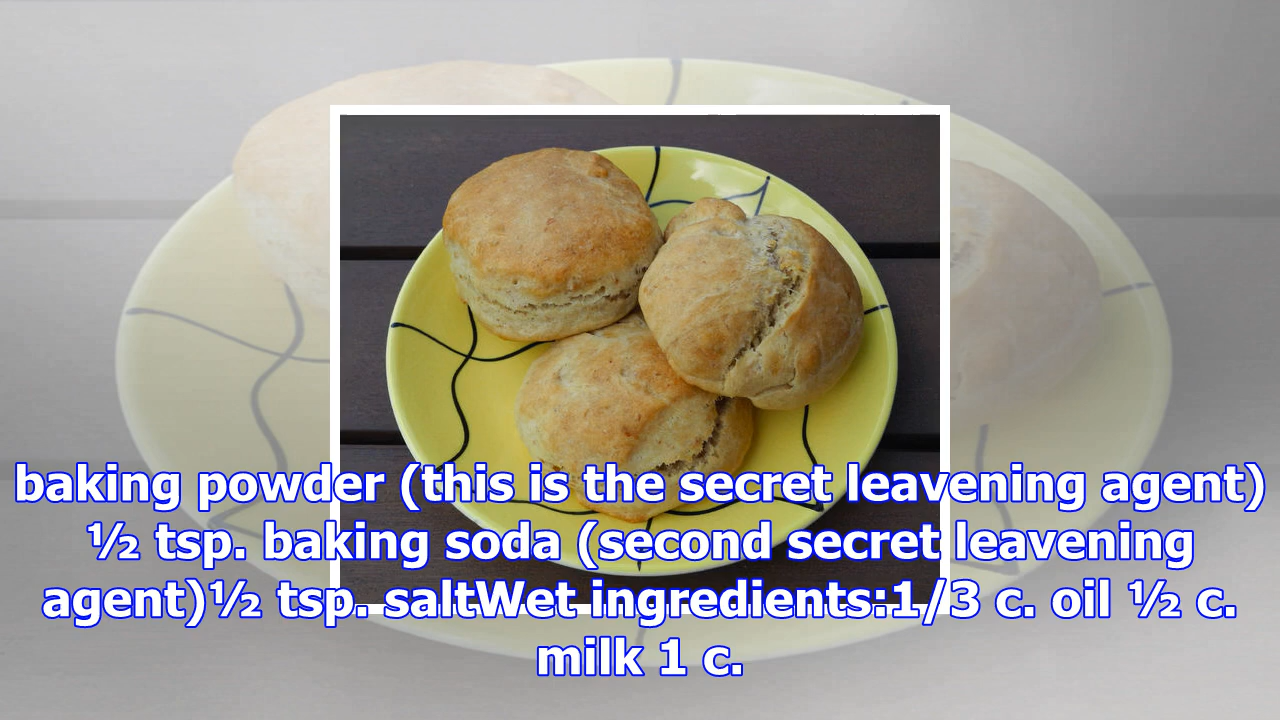 baking powder (this is the secret leavening agent)
½ tsp. baking soda (second secret leavening
agent)½ tsp. saltWet ingredients:1/3 c. oil ½ c.
milk 1 c.